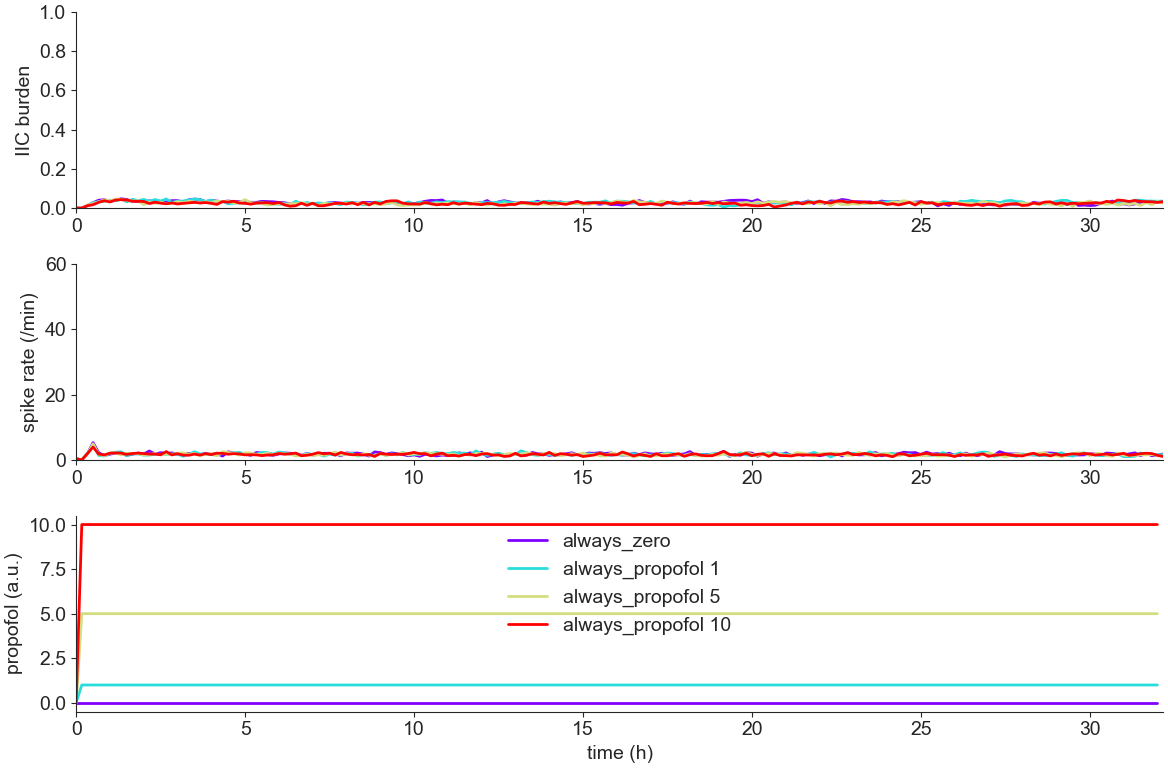 IIC burden
1.0
0.8
0.6
0.4
0.2
0.0
0 5 10 15 20 25 30
spike rate (/min)
60
40
20
0
0 5 10 15 20 25 30
propofol (a.u.)
10.0
7.5
5.0
2.5
0.0
always_zero
always_propofol 1
always_propofol 5
always_propofol 10
0 5 10 15 20 25 30
time (h)